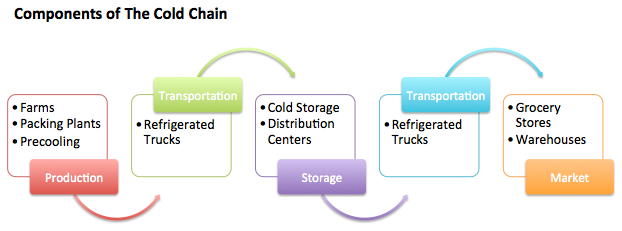 Components of The Cold Chain
• Farms
• Packing Plants
• Precooling
Production
Transportation
• Refrigerated
Trucks
• Cold Storage
• Distribution
Centers
Storage
Transportation
• Refrigerated
Trucks
• Grocery
Stores
• Warehouses
Market